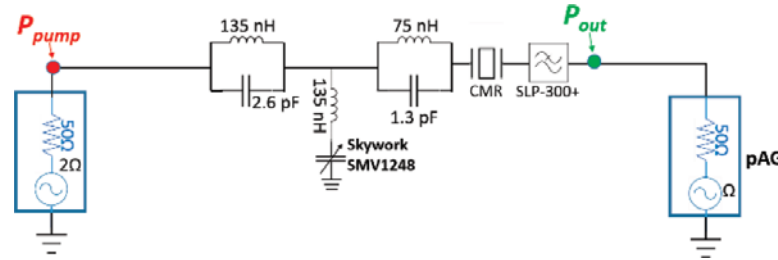 P_pump
135 nH
2.6 pF
135 nH
Skywork
SMV1248
75 nH
1.3 pF
CMR
SLP-300+
P_out
50Ω
2Ω
50Ω
Ω
pAG